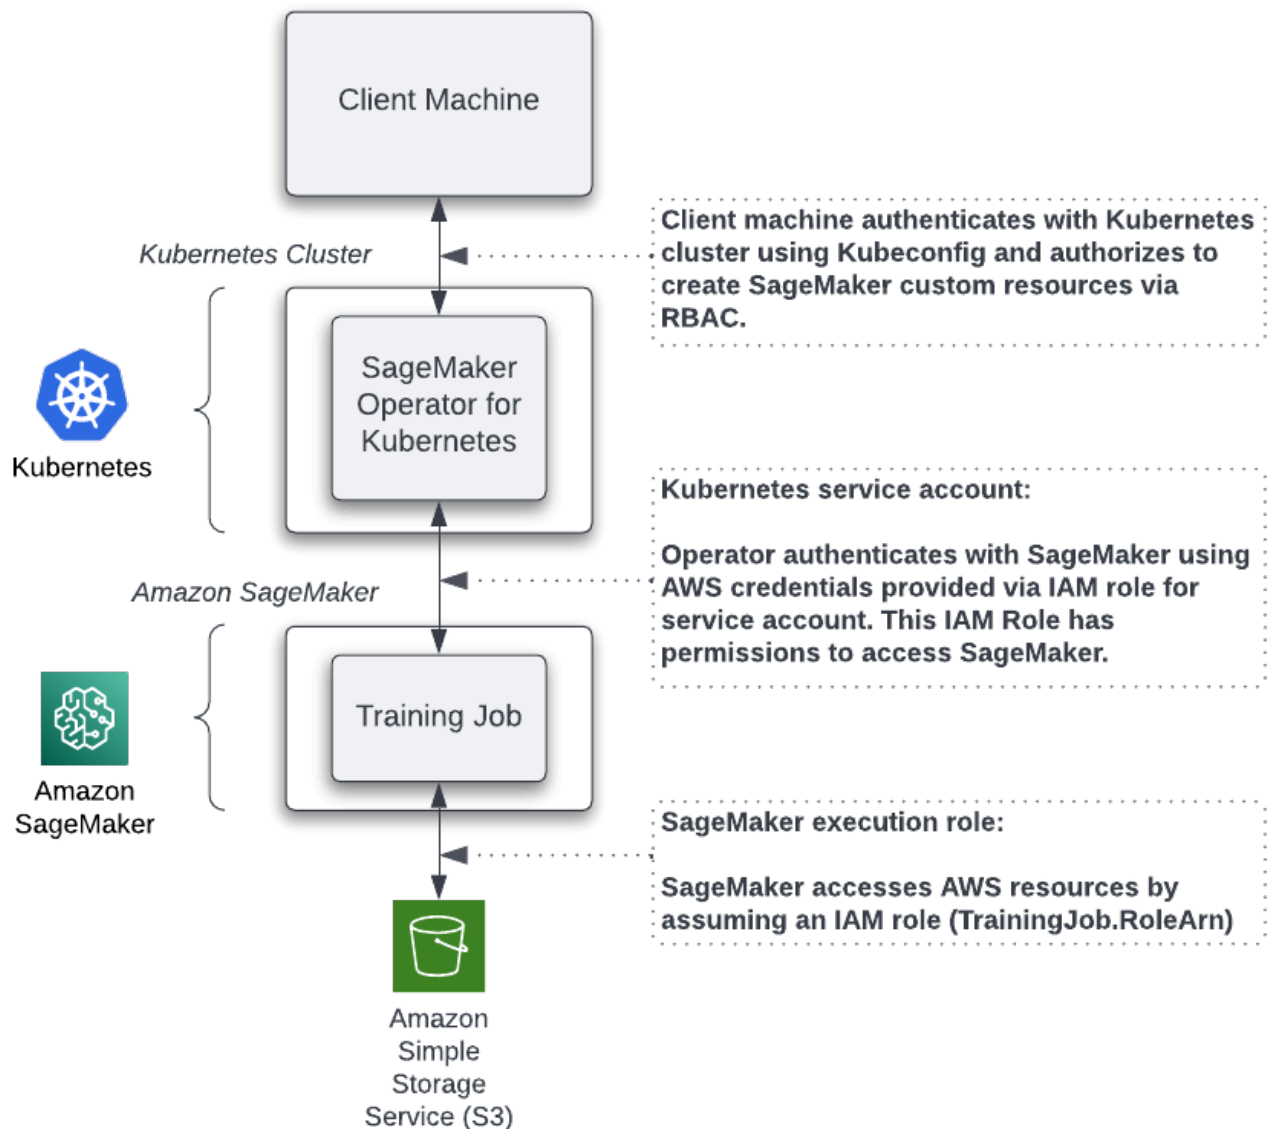 Client Machine
Client machine authenticates with Kubernetes
cluster using Kubeconfig and authorizes to
create SageMaker custom resources via
RBAC.
Kubernetes Cluster
SageMaker
Operator for
Kubernetes
Kubernetes
Kubernetes service account:
Operator authenticates with SageMaker using
AWS credentials provided via IAM role for
service account. This IAM Role has
permissions to access SageMaker.
Amazon SageMaker
Training Job
Amazon
SageMaker
SageMaker execution role:
SageMaker accesses AWS resources by
assuming an IAM role (TrainingJob.RoleArn)
Amazon
Simple
Storage
Service (S3)